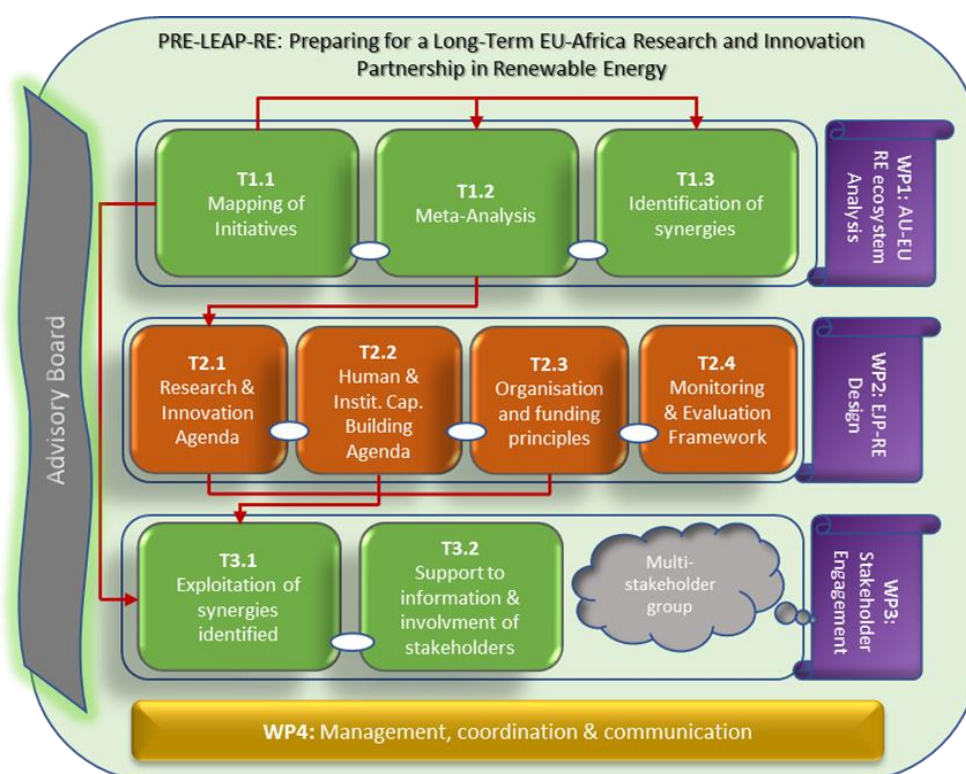 PRE-LEAP-RE: Preparing for a Long-Term EU-Africa Research and Innovation
Partnership in Renewable Energy
Advisory Board
T1.1
Mapping of
Initiatives
T1.2
Meta-Analysis
T1.3
Identification of
synergies
WP1: AU-EU
RE ecosystem
Analysis
T2.1
Research &
Innovation
Agenda
T2.2
Human &
Instit. Cap.
Building
Agenda
T2.3
Organisation
and funding
principles
T2.4
Monitoring
& Evaluation
Framework
WP2: EJP-RE
Design
T3.1
Exploitation of
synergies
identified
T3.2
Support to
information &
involvment of
stakeholders
Multi-
stakeholder
group
WP3:
Stakeholder
Engagement
WP4: Management, coordination & communication